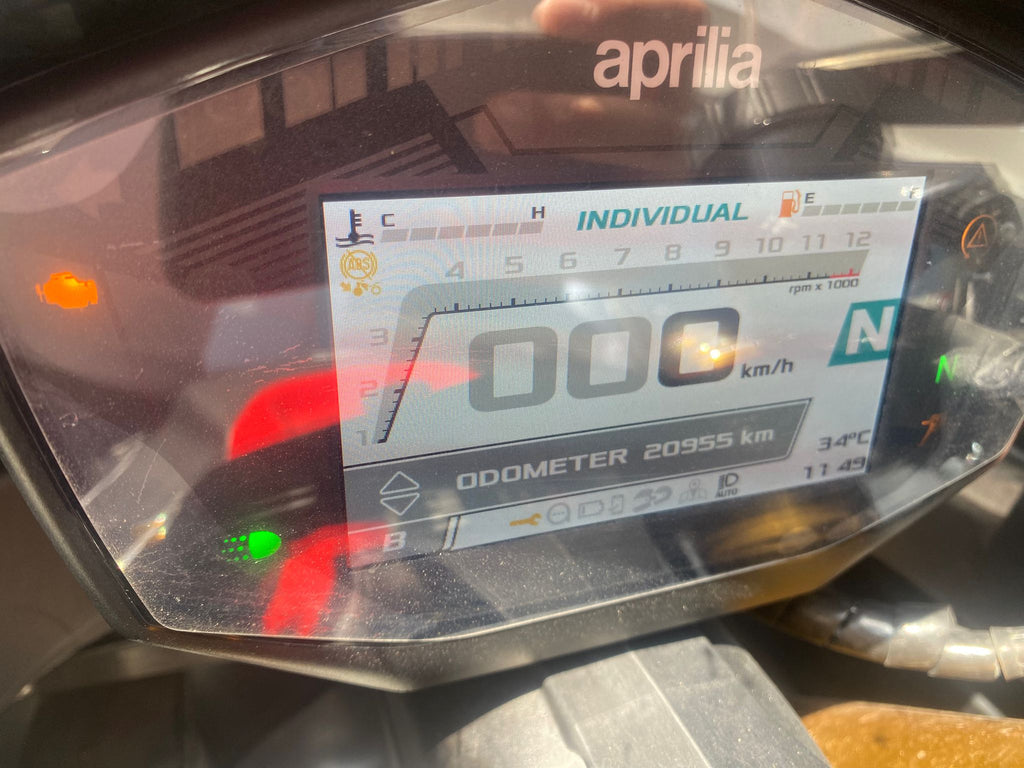 aprilia
C H INDIVIDUAL E F
ABS
4 5 6 7 8 9 10 11 12
rpm x 1000
3
2
1
000 km/h
N
N
ODOMETER 20955 km
34°C
11 49
AUTO
B